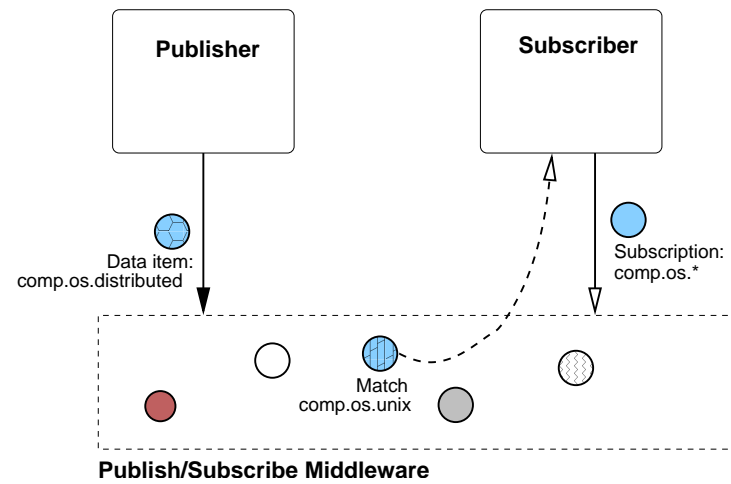 Publisher
Subscriber
Data item:
comp.os.distributed
Subscription:
comp.os.*
Match
comp.os.unix
Publish/Subscribe Middleware